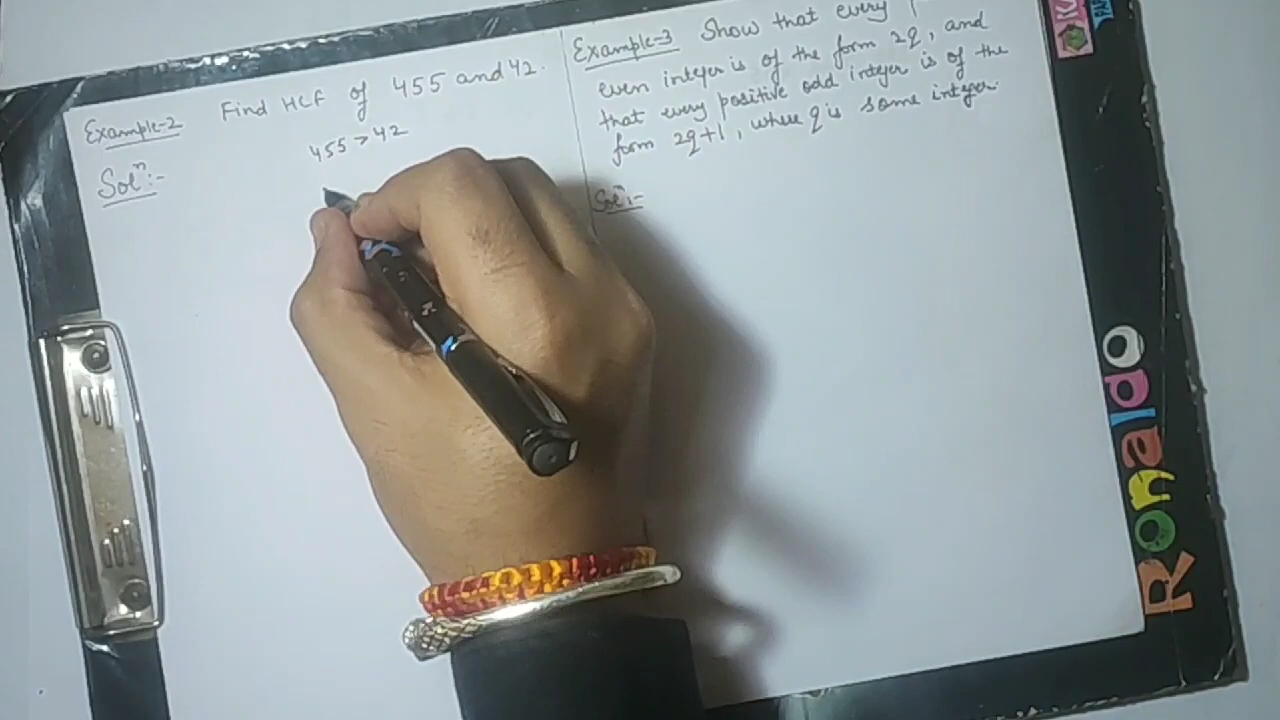 Example-2 Find HCF of 455 and 42.
Solⁿ:-
455 > 42
Example-3 Show that every
even integer is of the form 2q, and
that every positive odd integer is of the
form 2q+1, where q is some integer.
Solⁿ:-
Ronaldo